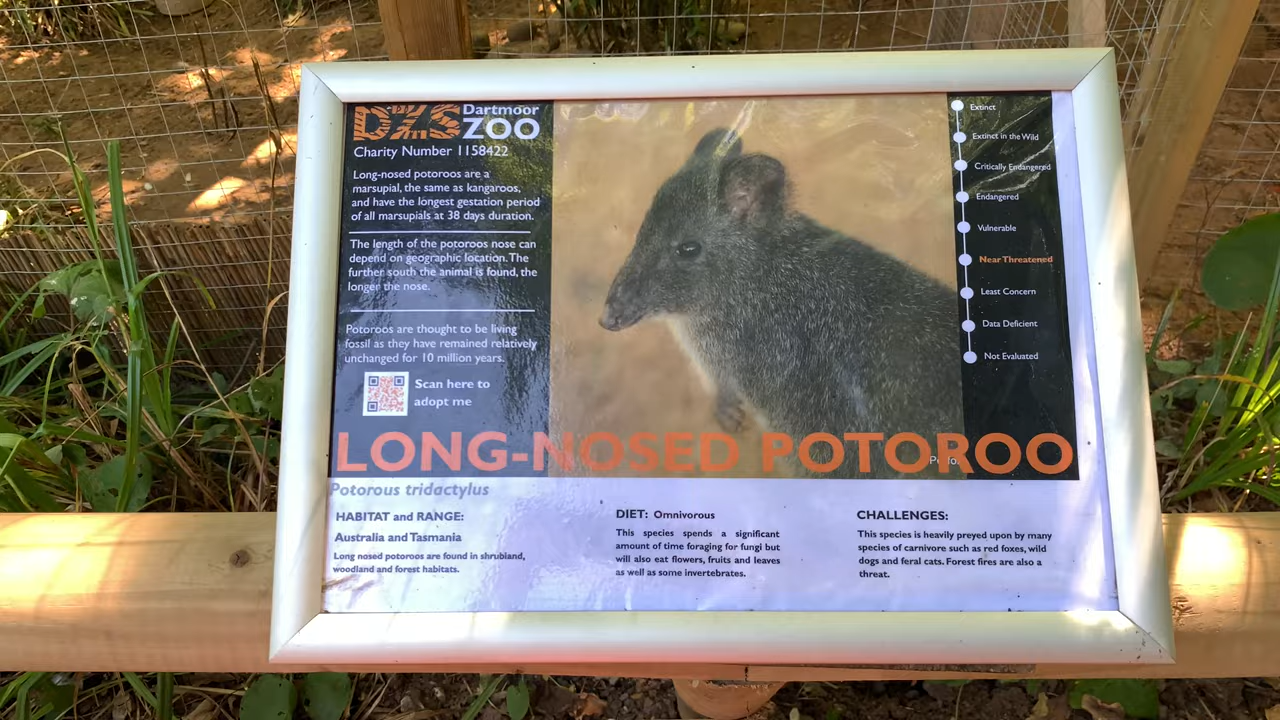 DZS Dartmoor
ZOO
Charity Number 1158422
Long-nosed potoroos are a
marsupial, the same as kangaroos,
and have the longest gestation period
of all marsupials at 38 days duration.
The length of the potoroos nose can
depend on geographic location. The
further south the animal is found, the
longer the nose.
Potoroos are thought to be living
fossil as they have remained relatively
unchanged for 10 million years.
Scan here to
adopt me
Extinct
Extinct in the Wild
Critically Endangered
Endangered
Vulnerable
Near Threatened
Least Concern
Data Deficient
Not Evaluated
LONG-NOSED POTOROO
Potorous tridactylus
HABITAT and RANGE:
Australia and Tasmania
Long nosed potoroos are found in shrubland,
woodland and forest habitats.
DIET: Omnivorous
This species spends a significant
amount of time foraging for fungi but
will also eat flowers, fruits and leaves
as well as some invertebrates.
CHALLENGES:
This species is heavily preyed upon by many
species of carnivore such as red foxes, wild
dogs and feral cats. Forest fires are also a
threat.